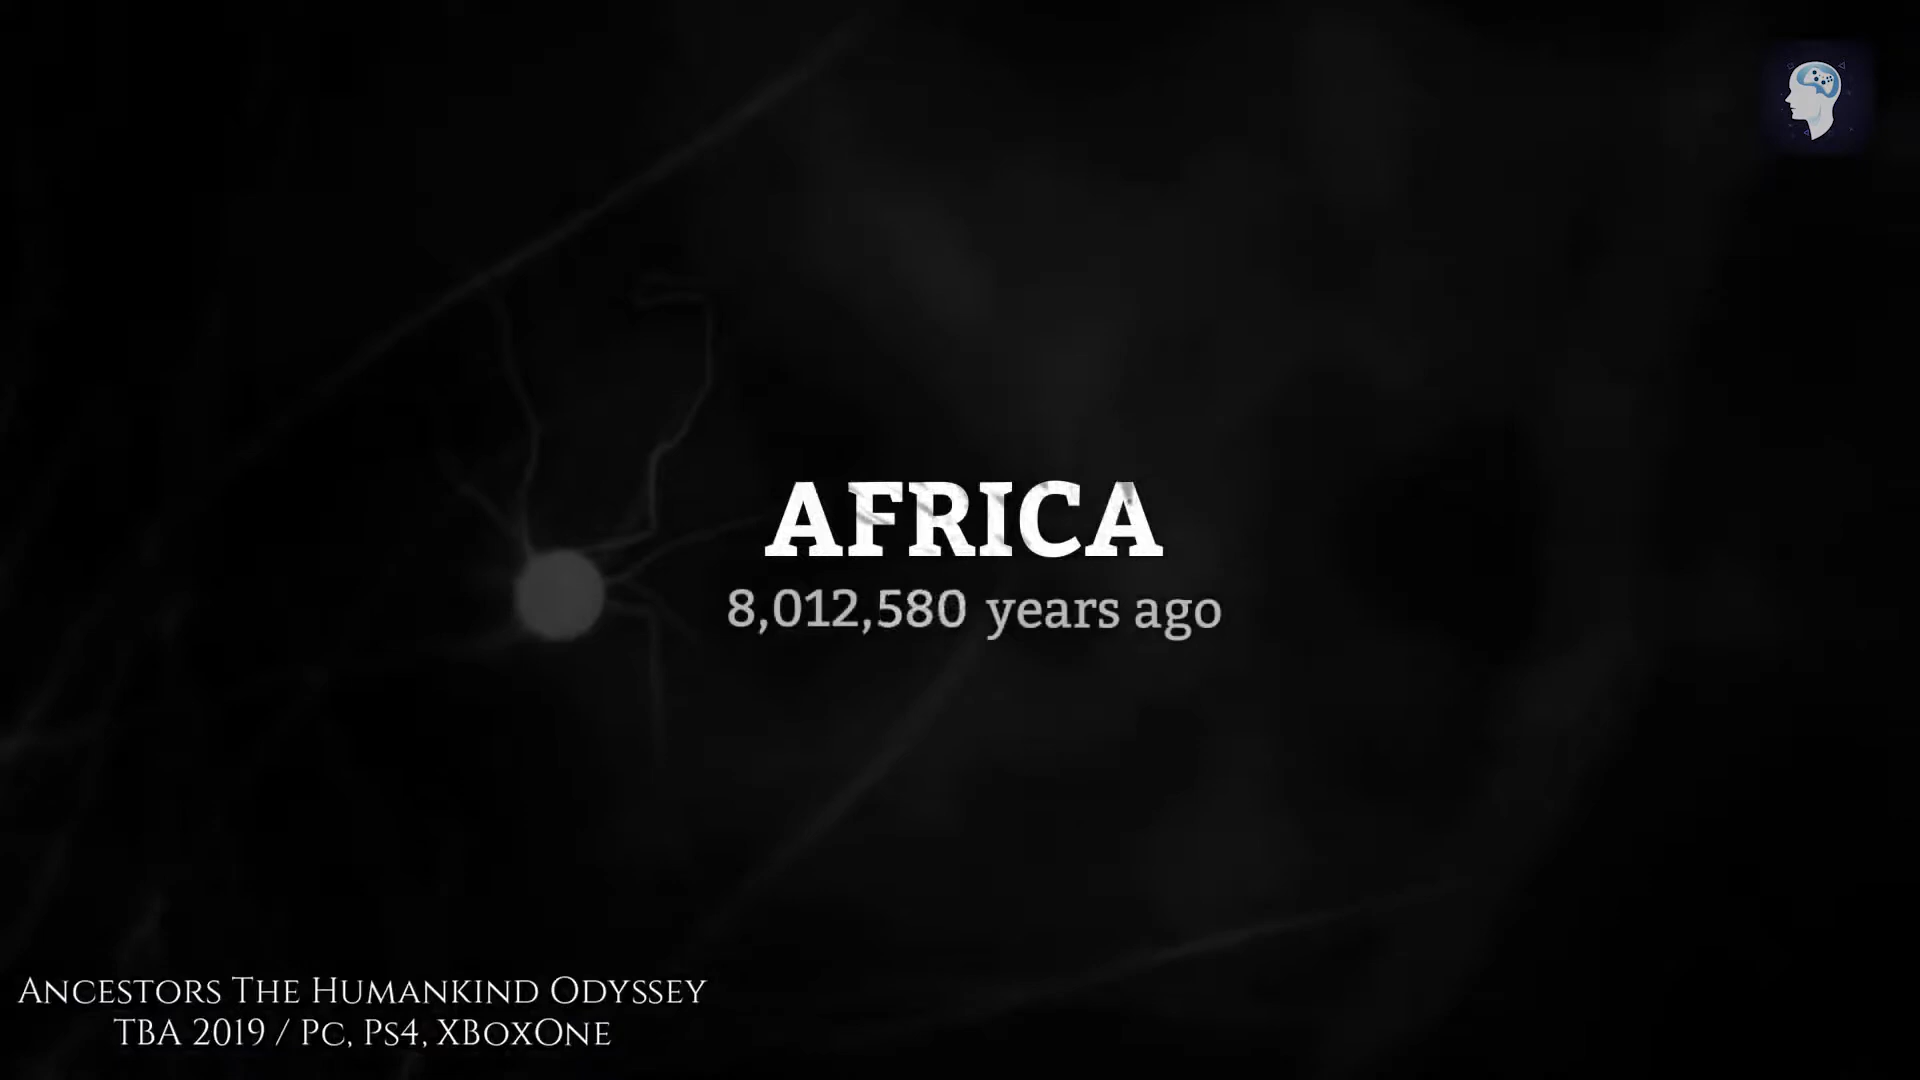 AFRICA
8,012,580 years ago
Ancestors The Humankind Odyssey
TBA 2019 / Pc, Ps4, XBoxOne